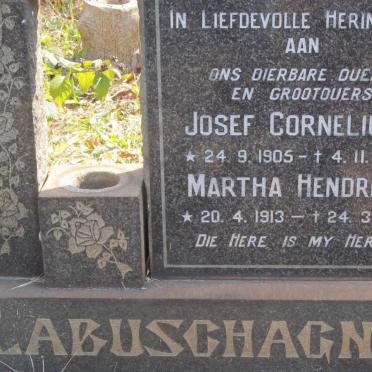 IN LIEFDEVOLLE HERIN
AAN
ONS DIERBARE OUE
EN GROOTOUERS
JOSEF CORNELIU
★ 24. 9. 1905 - † 4. 11.
MARTHA HENDR
★ 20. 4. 1913 - † 24. 3.
DIE HERE IS MY HER
LABUSCHAGN